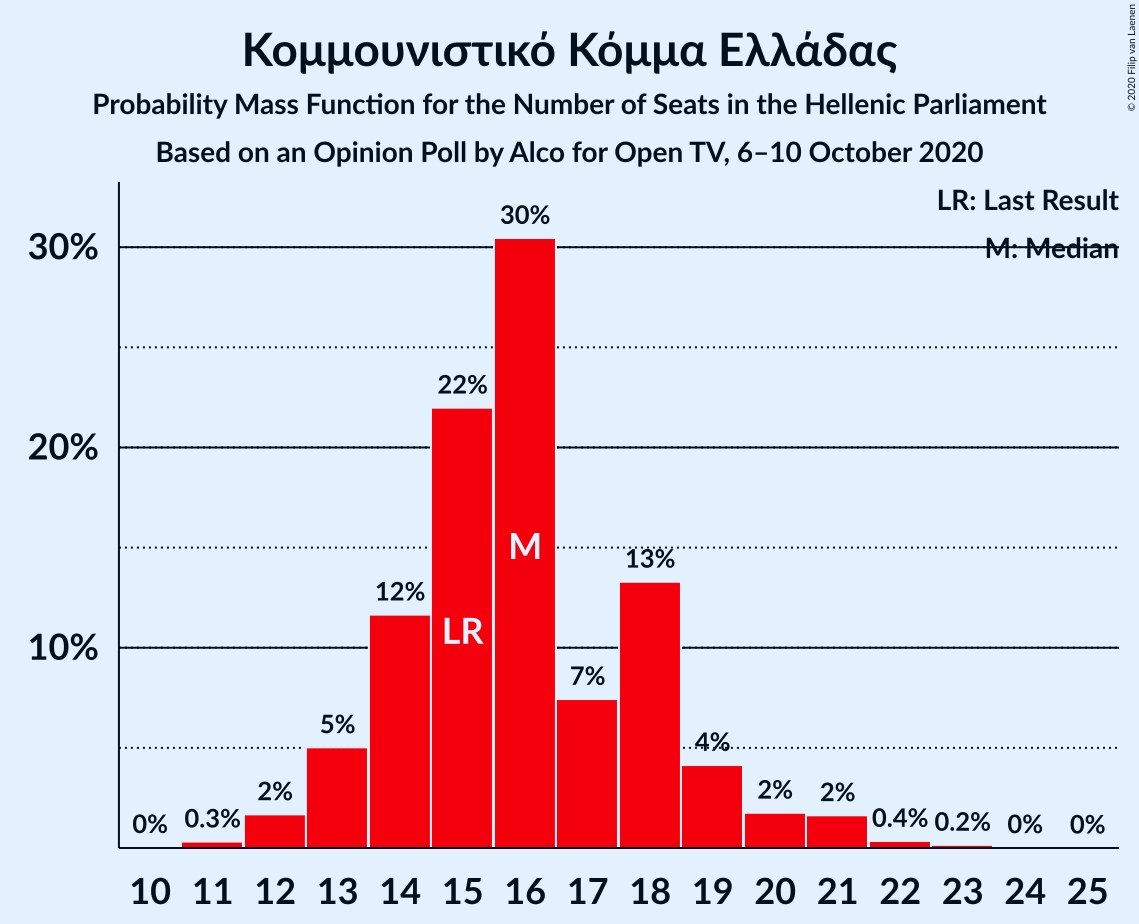 Κομμουνιστικό Κόμμα Ελλάδας
Probability Mass Function for the Number of Seats in the Hellenic Parliament
Based on an Opinion Poll by Alco for Open TV, 6–10 October 2020
© 2020 Filip van Laenen
LR: Last Result
M: Median
30%
20%
10%
0%
0.3%
2%
5%
12%
22%
30%
7%
13%
4%
2%
2%
0.4%
0.2%
0%
0%
LR
M
10 11 12 13 14 15 16 17 18 19 20 21 22 23 24 25